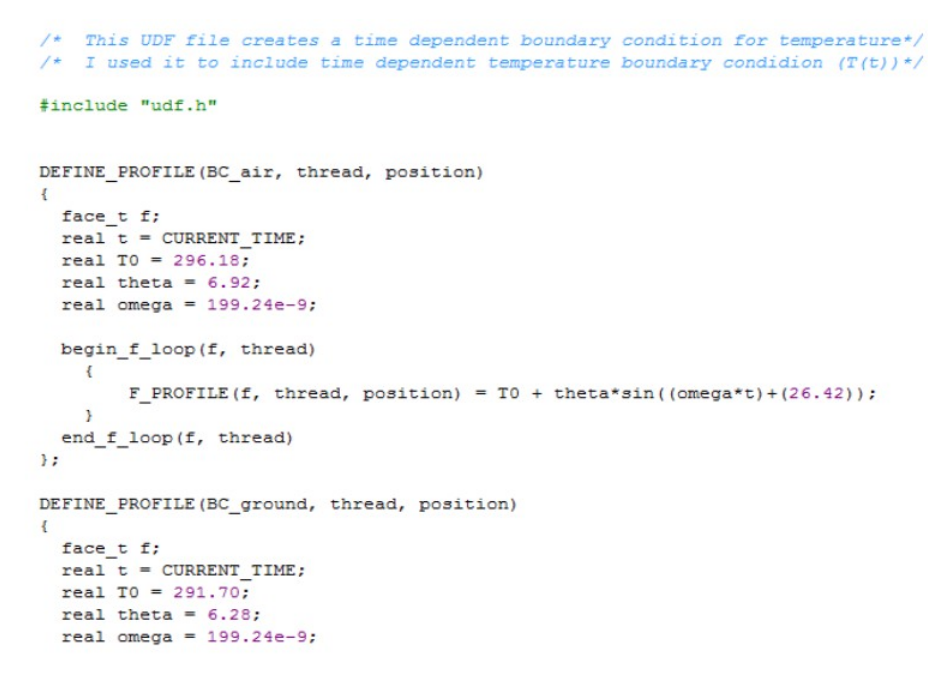 /*  This UDF file creates a time dependent boundary condition for temperature*/
/*  I used it to include time dependent temperature boundary condidion (T(t))*/
#include "udf.h"
DEFINE_PROFILE(BC_air, thread, position)
{
face_t f;
real t = CURRENT_TIME;
real T0 = 296.18;
real theta = 6.92;
real omega = 199.24e-9;
begin_f_loop(f, thread)
{
F_PROFILE(f, thread, position) = T0 + theta*sin((omega*t)+(26.42));
}
end_f_loop(f, thread)
};
DEFINE_PROFILE(BC_ground, thread, position)
{
face_t f;
real t = CURRENT_TIME;
real T0 = 291.70;
real theta = 6.28;
real omega = 199.24e-9;